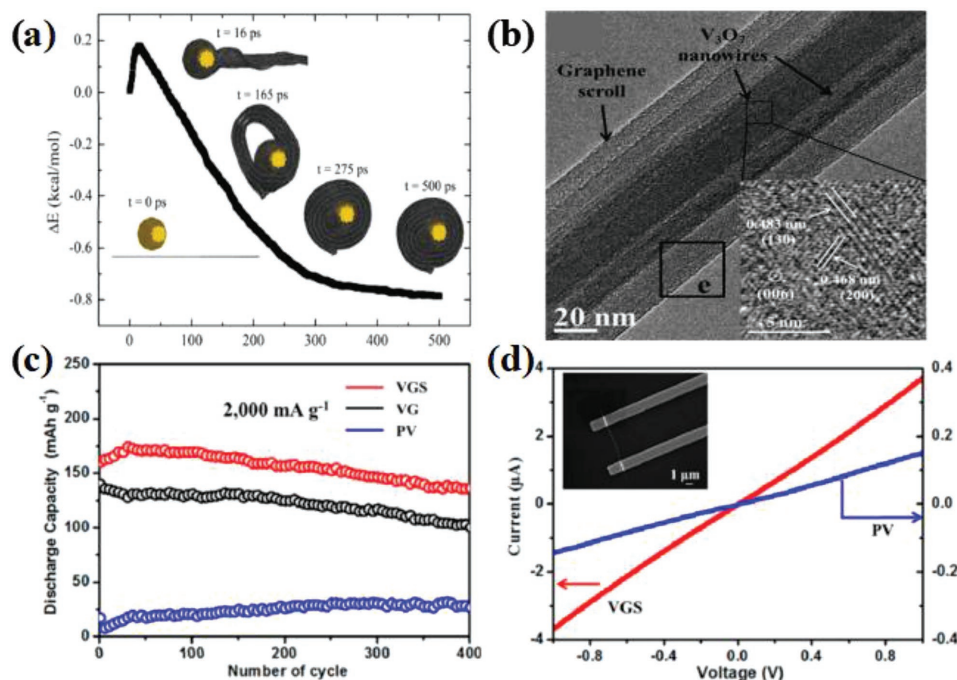 (a)
0.2
0.0
-0.2
-0.4
-0.6
-0.8
ΔE (kcal/mol)
t = 16 ps
t = 165 ps
t = 275 ps
t = 500 ps
t = 0 ps
0 100 200 300 400 500
(b)
V₃O₇
nanowires
Graphene
scroll
0.483 nm
(130)
0.468 nm
(006)
(200)
5 nm
e
20 nm
(c)
250
200
150
100
50
0
Discharge Capacity (mAh g⁻¹)
VGS
VG
PV
2,000 mA g⁻¹
0 100 200 300 400
Number of cycle
(d)
4
2
0
-2
-4
Current (µA)
1 µm
0.4
0.2
0.0
-0.2
-0.4
PV
VGS
-0.8 -0.4 0.0 0.4 0.8
Voltage (V)